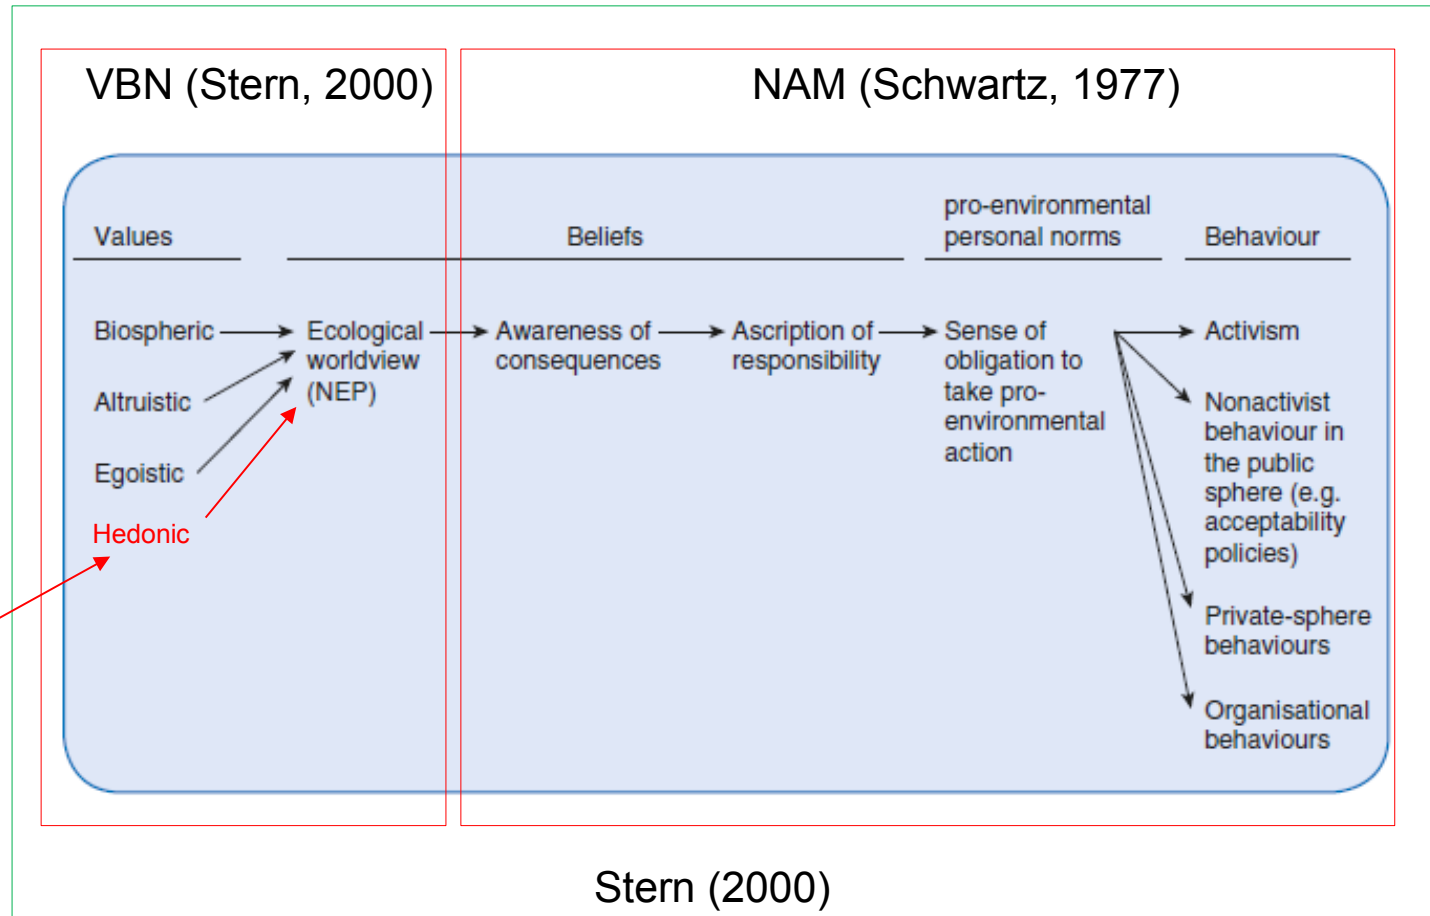 VBN (Stern, 2000)
NAM (Schwartz, 1977)
Values
Beliefs
pro-environmental
personal norms
Behaviour
Biospheric
Altruistic
Egoistic
Hedonic
Ecological
worldview
(NEP)
Awareness of
consequences
Ascription of
responsibility
Sense of
obligation to
take pro-
environmental
action
Activism
Nonactivist
behaviour in
the public
sphere (e.g.
acceptability
policies)
Private-sphere
behaviours
Organisational
behaviours
Stern (2000)